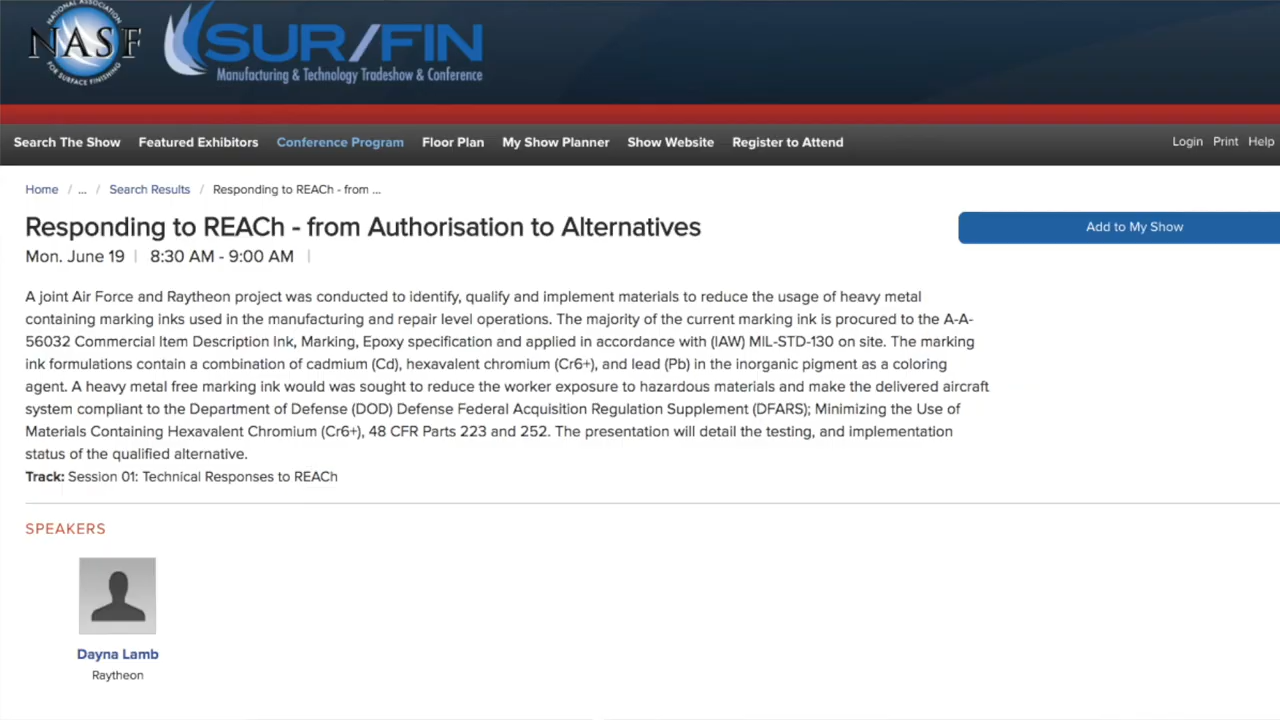 NATIONAL ASSOCIATION
NASF
FOR SURFACE FINISHING
SUR/FIN
Manufacturing & Technology Tradeshow & Conference
Search The Show Featured Exhibitors Conference Program Floor Plan My Show Planner Show Website Register to Attend Login Print Help
Home / ... / Search Results / Responding to REACh - from ...
Responding to REACh - from Authorisation to Alternatives
Add to My Show
Mon. June 19 | 8:30 AM - 9:00 AM |
A joint Air Force and Raytheon project was conducted to identify, qualify and implement materials to reduce the usage of heavy metal
containing marking inks used in the manufacturing and repair level operations. The majority of the current marking ink is procured to the A-A-
56032 Commercial Item Description Ink, Marking, Epoxy specification and applied in accordance with (IAW) MIL-STD-130 on site. The marking
ink formulations contain a combination of cadmium (Cd), hexavalent chromium (Cr6+), and lead (Pb) in the inorganic pigment as a coloring
agent. A heavy metal free marking ink would was sought to reduce the worker exposure to hazardous materials and make the delivered aircraft
system compliant to the Department of Defense (DOD) Defense Federal Acquisition Regulation Supplement (DFARS); Minimizing the Use of
Materials Containing Hexavalent Chromium (Cr6+), 48 CFR Parts 223 and 252. The presentation will detail the testing, and implementation
status of the qualified alternative.
Track: Session 01: Technical Responses to REACh
SPEAKERS
Dayna Lamb
Raytheon